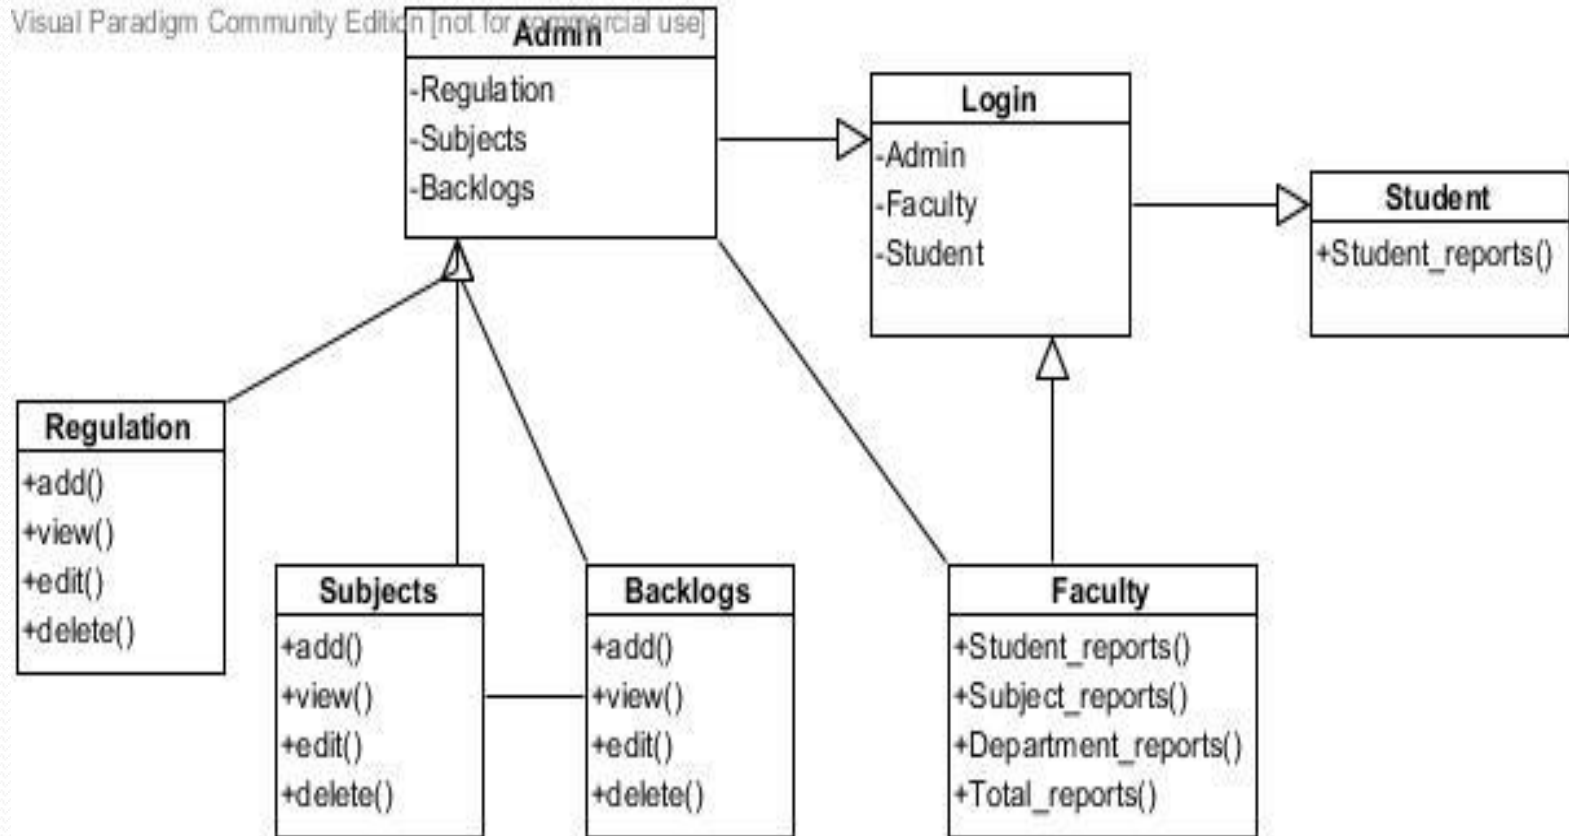 Visual Paradigm Community Edition [not for commercial use]
Admin
-Regulation
-Subjects
-Backlogs
Login
-Admin
-Faculty
-Student
Student
+Student_reports()
Regulation
+add()
+view()
+edit()
+delete()
Subjects
+add()
+view()
+edit()
+delete()
Backlogs
+add()
+view()
+edit()
+delete()
Faculty
+Student_reports()
+Subject_reports()
+Department_reports()
+Total_reports()